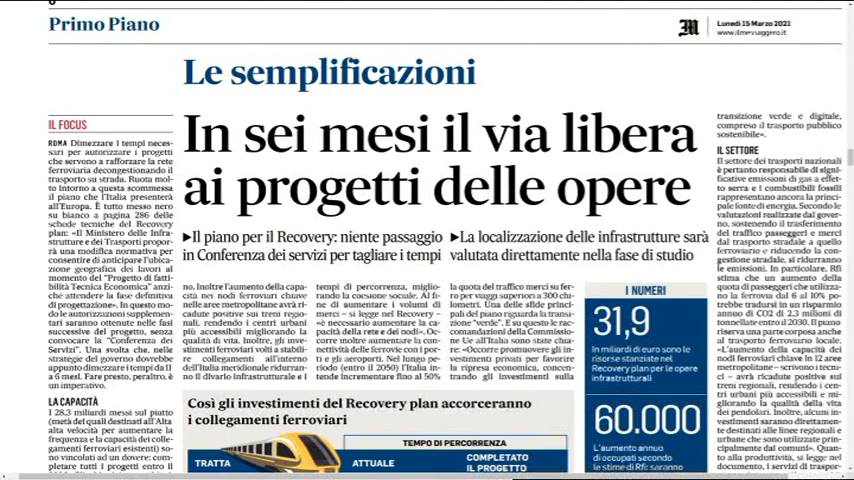 Primo Piano
M
Lunedì 15 Marzo 2021
www.ilmessaggero.it
Le semplificazioni
In sei mesi il via libera
ai progetti delle opere
▶Il piano per il Recovery: niente passaggio
in Conferenza dei servizi per tagliare i tempi
▶La localizzazione delle infrastrutture sarà
valutata direttamente nella fase di studio
IL FOCUS
ROMA Dimezzare i tempi neces-
sari per autorizzare i progetti
che servono a rafforzare la rete
ferroviaria decongestionando il
trasporto su strada. Ruota mol-
to intorno a questa scommessa
il piano che l'Italia presenterà
all'Europa. È tutto messo nero
su bianco a pagina 286 delle
schede tecniche del Recovery
plan: «Il Ministero delle Infra-
strutture e dei Trasporti propor-
rà una modifica normativa per
consentire di anticipare l'ubica-
zione geografica dei lavori al
momento del "Progetto di fatti-
bilità Tecnica Economica" anzi-
ché attendere la fase definitiva
di progettazione». In questo mo-
do le autorizzazioni supplemen-
tari saranno ottenute nelle fasi
successive del progetto, senza
convocare la "Conferenza dei
Servizi". Una svolta che, nelle
strategie del governo dovrebbe
appunto dimezzare i tempi da 11
a 6 mesi. Fare presto, peraltro, è
un imperativo.
LA CAPACITÀ
I 28,3 miliardi messi sul piatto
(metà dei quali destinati all'Alta
alta velocità per aumentare la
frequenza e la capacità dei colle-
gamenti ferroviari esistenti) so-
no vincolati ad un dovere: com-
pletare tutti i progetti entro il
no. Inoltre l'aumento della capa-
cità nei nodi ferroviari chiave
nelle aree metropolitane avrà ri-
cadute positive sui treni regio-
nali, rendendo i centri urbani
più accessibili migliorando la
qualità di vita. Inoltre, gli inve-
stimenti ferroviari volti a stabili-
re collegamenti all'interno
dell'Italia meridionale riduran-
no il divario infrastrutturale e i
tempi di percorrenza, miglio-
rando la coesione sociale. Al fi-
ne di aumentare i volumi di
merci – si legge nel Recovery –
«è necessario aumentare la ca-
pacità della rete e dei nodi». Oc-
corre inoltre aumentare la con-
nettività delle ferrovie con i por-
ti e gli aeroporti. Nel lungo pe-
riodo (entro il 2050) l'Italia in-
tende incrementare fino al 50%
la quota del traffico merci su fer-
ro per viaggi superiori a 300 chi-
lometri. Una delle sfide princi-
pali del piano riguarda la transi-
zione "verde". E su questo le rac-
comandazioni della Commissio-
ne Ue all'Italia sono state chia-
re: «Occorre promuovere gli in-
vestimenti privati per favorire
la ripresa economica, concen-
trando gli investimenti sulla
I NUMERI
31,9
In miliardi di euro sono le
risorse stanziate nel
Recovery plan per le opere
infrastrutturali
60.000
L'aumento annuo
di occupati secondo
le stime di Rfi: saranno
transizione verde e digitale,
compreso il trasporto pubblico
sostenibile».
IL SETTORE
Il settore dei trasporti nazionali
è pertanto responsabile di signi-
ficative emissioni di gas a effet-
to serra e i combustibili fossili
rappresentano ancora la princi-
pale fonte di energia. Secondo le
valutazioni realizzate dal gover-
no, sostenendo il trasferimento
del traffico passeggeri e merci
dal trasporto stradale a quello
ferroviario e riducendo la con-
gestione stradale, si ridurranno
le emissioni. In particolare, Rfi
stima che un aumento della
quota di passeggeri che utilizza-
no la ferrovia dal 6 al 10% po-
trebbe tradursi in un risparmio
annuo di CO2 di 2.3 milioni di
tonnellate entro il 2030. Il piano
riserva una parte corposa anche
al trasporto ferroviario locale.
«L'aumento della capacità dei
nodi ferroviari chiave in 12 aree
metropolitane – scrivono i tecni-
ci – avrà ricadute positive sui
treni regionali, rendendo i cen-
tri urbani più accessibili e mi-
gliorando la qualità della vita
dei pendolari. Inoltre, alcuni in-
vestimenti saranno diretta-
mente destinati alle linee regionali e
urbane che sono utilizzate prin-
cipalmente dai comuni». Quan-
to a produttività, si legge nel
documento, i servizi di traspor-
Così gli investimenti del Recovery plan accorceranno
i collegamenti ferroviari
TEMPO DI PERCORRENZA
TRATTA
ATTUALE
COMPLETATO
IL PROGETTO